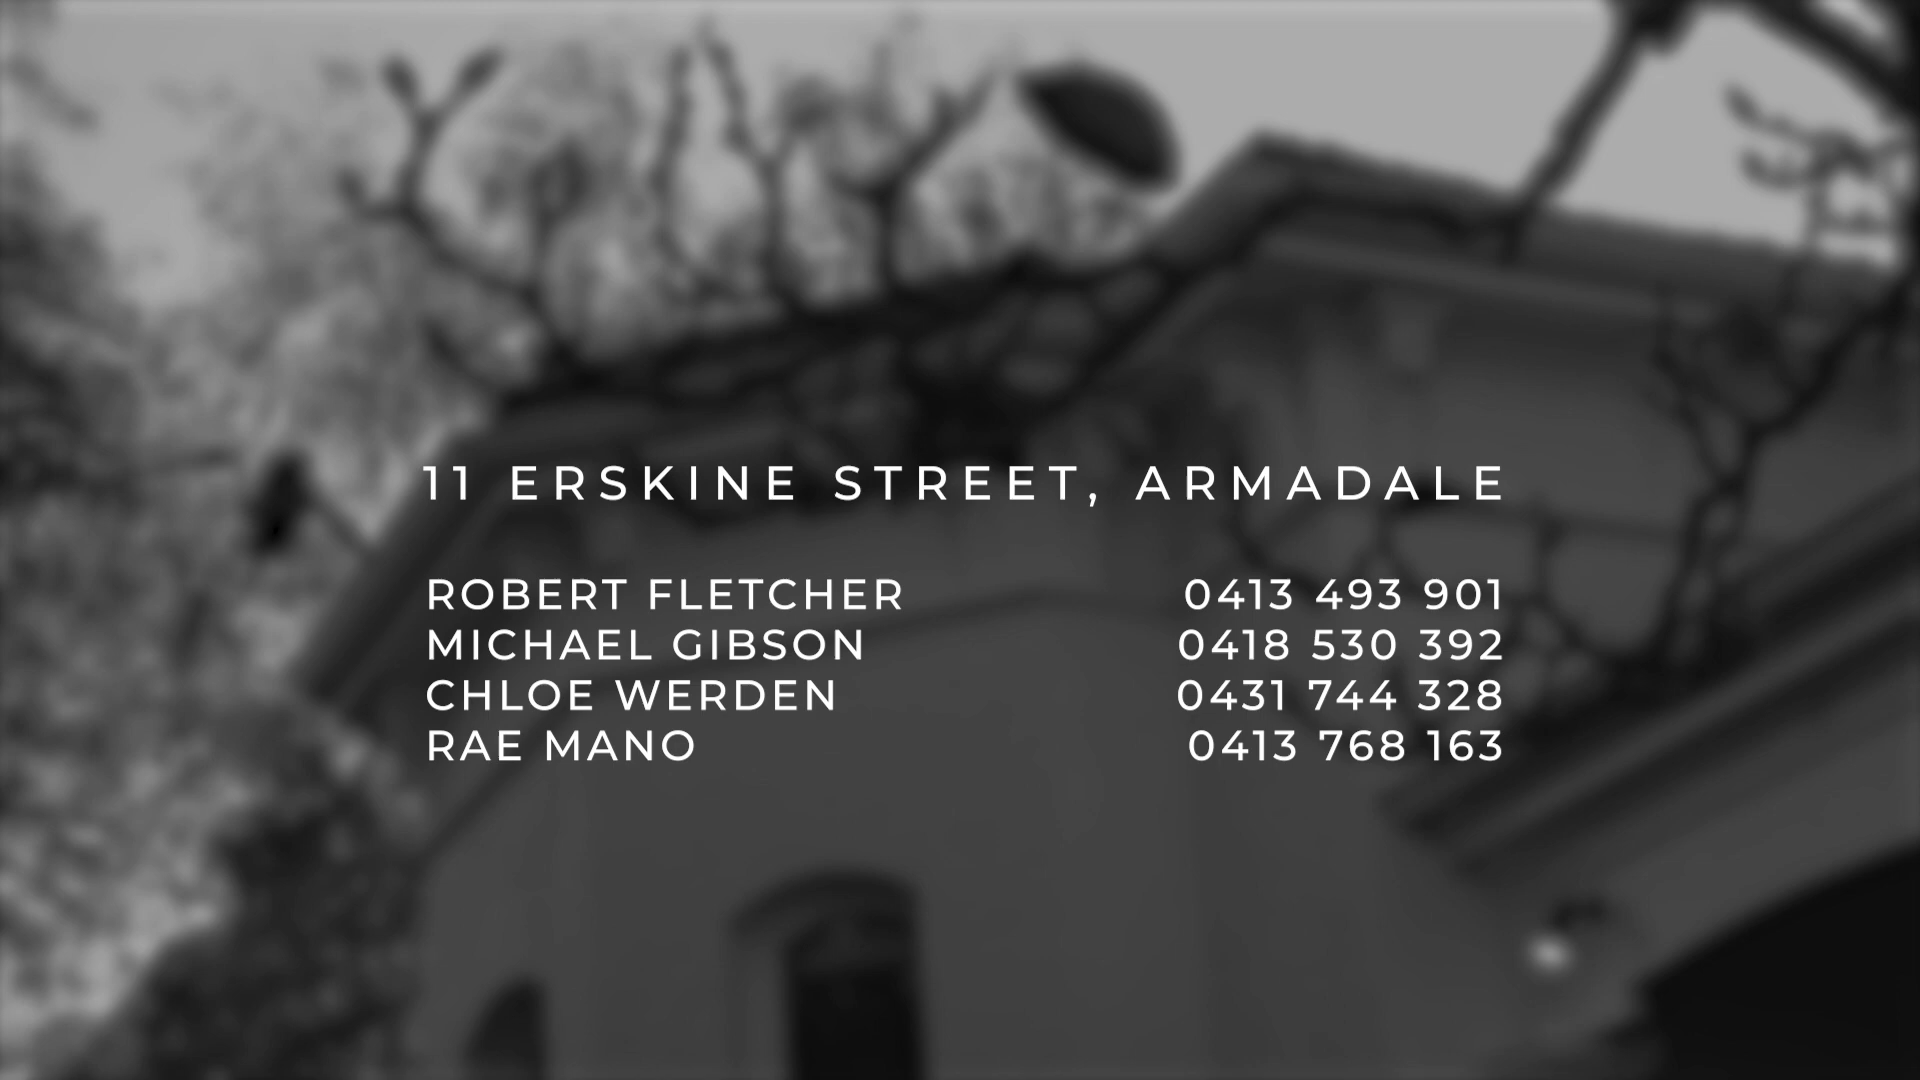 11 ERSKINE STREET, ARMADALE
ROBERT FLETCHER 0413 493 901
MICHAEL GIBSON 0418 530 392
CHLOE WERDEN 0431 744 328
RAE MANO 0413 768 163